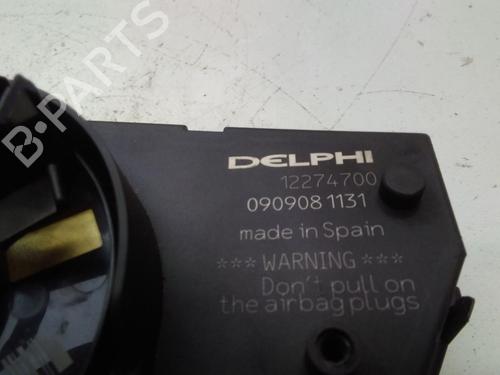 B-PARTS
DELPHI
12274700
090908 1131
made in Spain
*** WARNING ***
Don't pull on
the airbag plugs